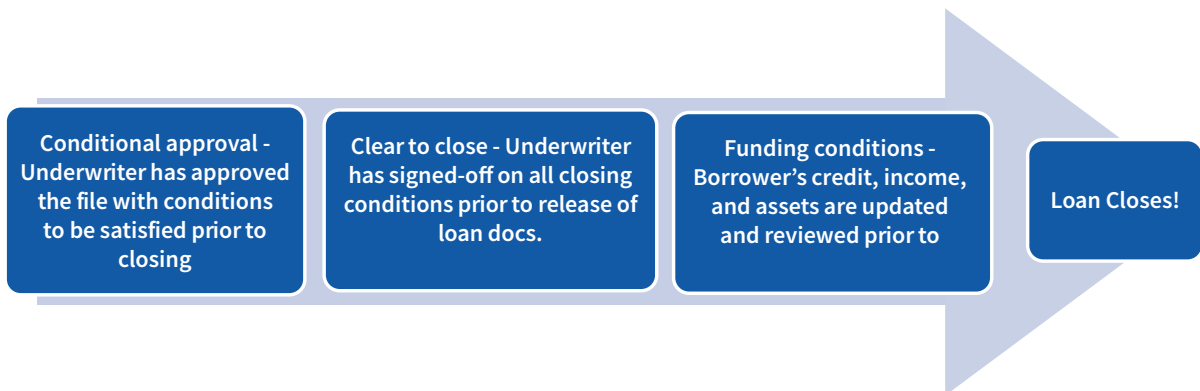 Conditional approval -
Underwriter has approved
the file with conditions
to be satisfied prior to
closing
Clear to close - Underwriter
has signed-off on all closing
conditions prior to release of
loan docs.
Funding conditions -
Borrower’s credit, income,
and assets are updated
and reviewed prior to
Loan Closes!